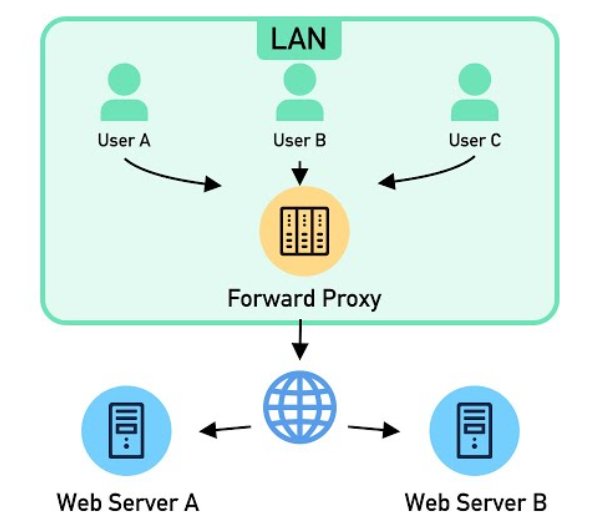 LAN
User A
User B
User C
Forward Proxy
Web Server A
Web Server B